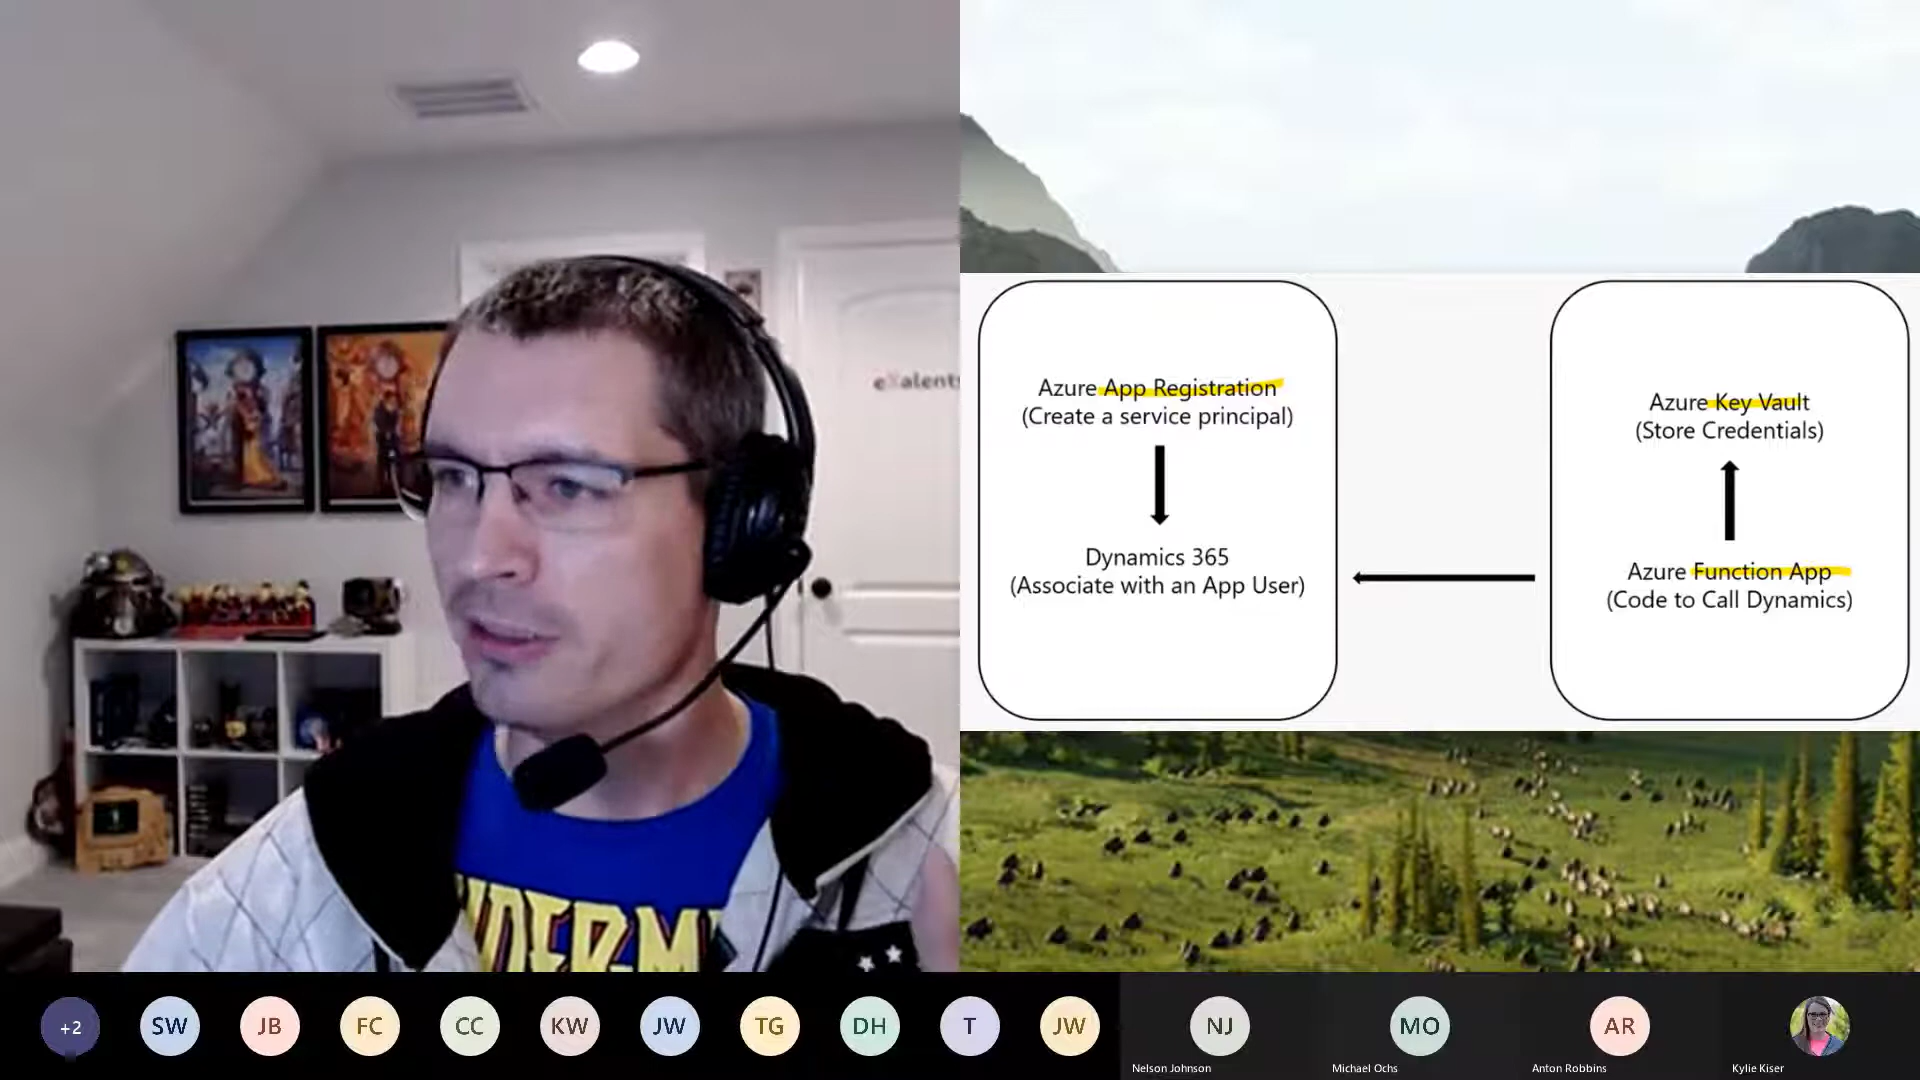 eXalents
Azure App Registration
(Create a service principal)
Dynamics 365
(Associate with an App User)
Azure Key Vault
(Store Credentials)
Azure Function App
(Code to Call Dynamics)
+2
SW
JB
FC
CC
KW
JW
TG
DH
T
JW
NJ
MO
AR
Nelson Johnson
Michael Ochs
Anton Robbins
Kylie Kiser